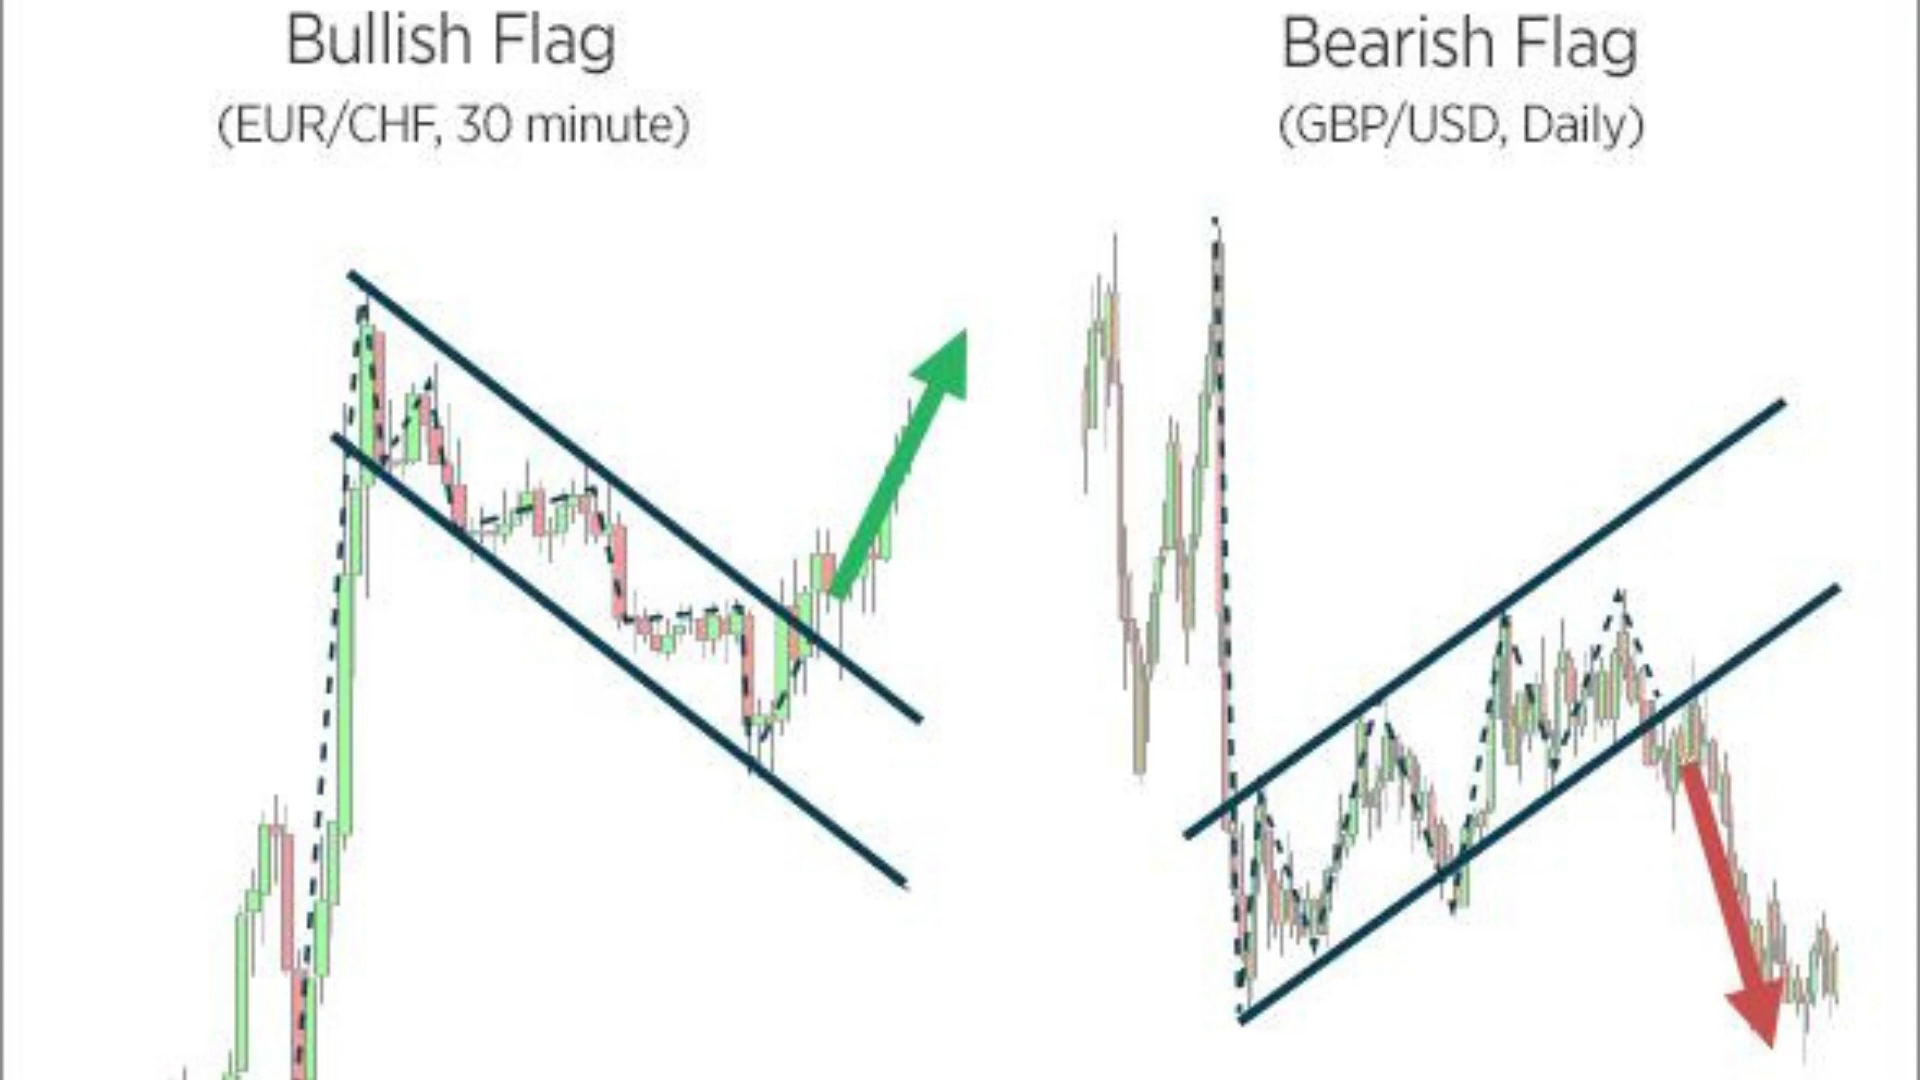 Bullish Flag
(EUR/CHF, 30 minute)
Bearish Flag
(GBP/USD, Daily)